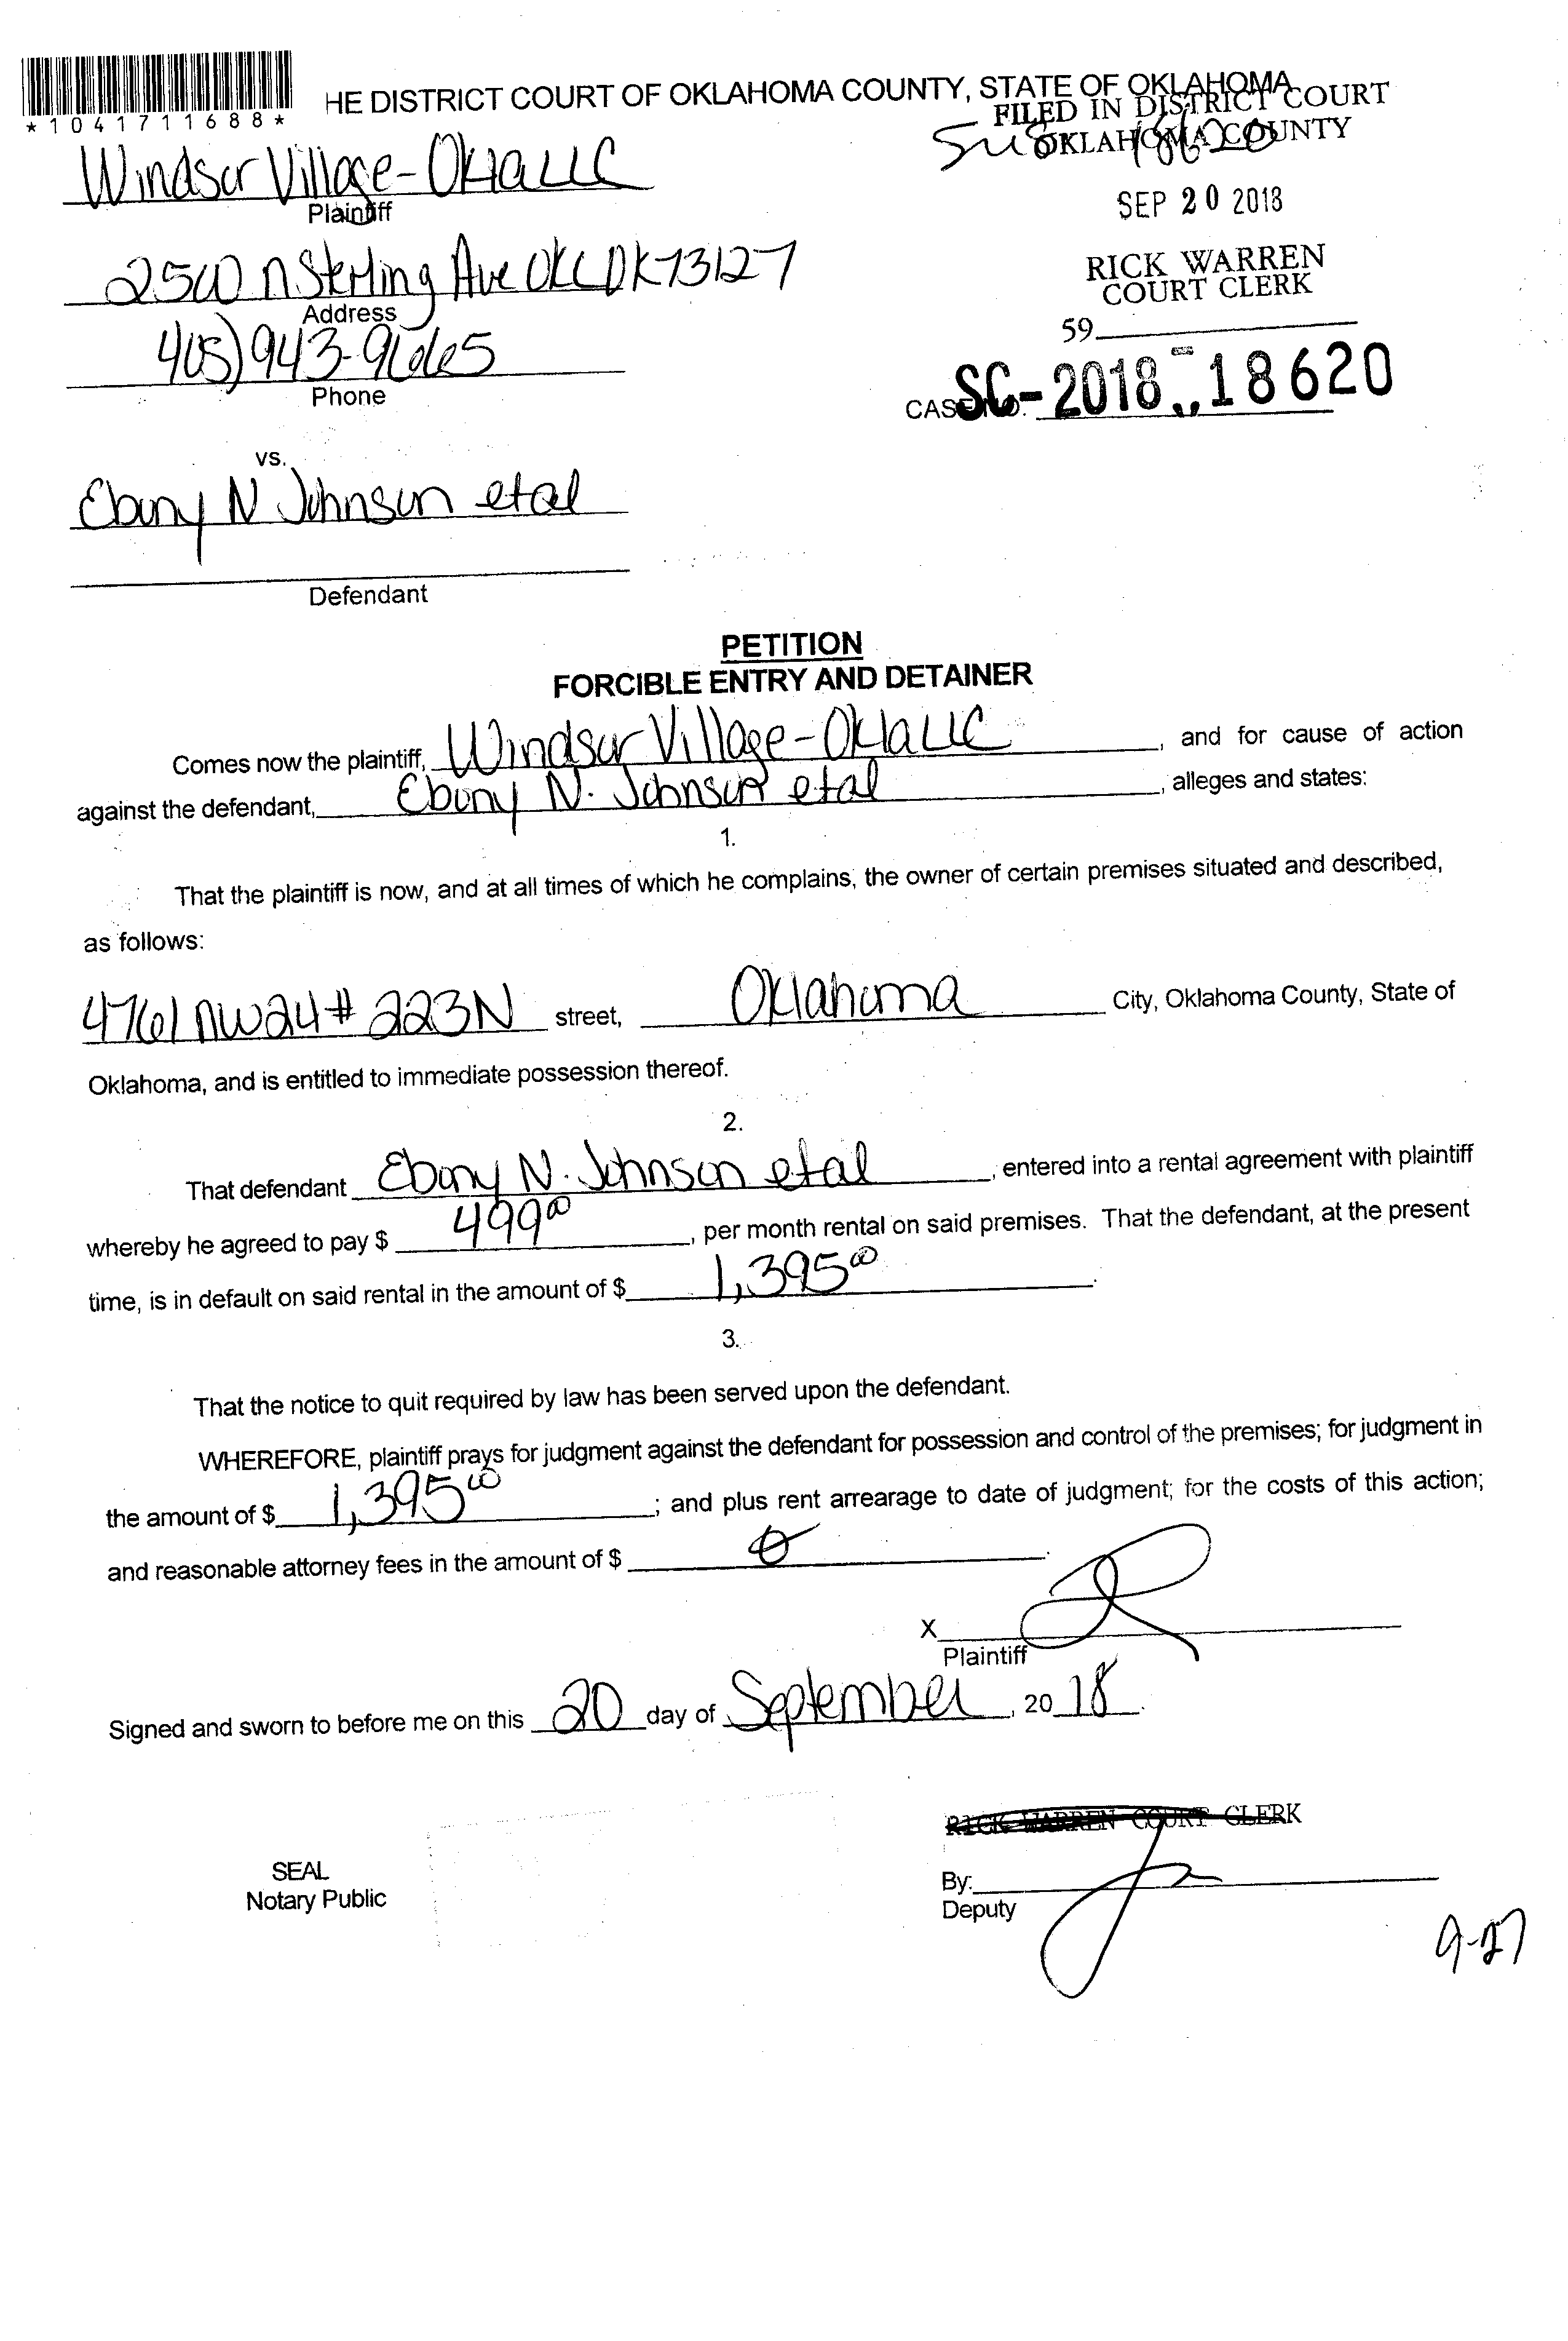 *1041711688*
HE DISTRICT COURT OF OKLAHOMA COUNTY, STATE OF OKLAHOMA
FILED IN DISTRICT COURT
OKLAHOMA COUNTY
18620
Windsor Village-Okla LLC
Plaintiff
SEP 20 2018
2500 N Sterling Ave OKC OK 73127
Address
RICK WARREN
COURT CLERK
405) 943-9665
Phone
59
CASE NO. SC-2018-18620
vs.
Ebony N Johnson etal
Defendant
PETITION
FORCIBLE ENTRY AND DETAINER
Comes now the plaintiff, Windsor Village-Okla LLC, and for cause of action
against the defendant, Ebony N. Johnson etal, alleges and states:
1.
That the plaintiff is now, and at all times of which he complains, the owner of certain premises situated and described,
as follows:
4761 NW 24 # 223N street, Oklahoma City, Oklahoma County, State of
Oklahoma, and is entitled to immediate possession thereof.
2.
That defendant Ebony N. Johnson etal, entered into a rental agreement with plaintiff
whereby he agreed to pay $ 499.00, per month rental on said premises. That the defendant, at the present
time, is in default on said rental in the amount of $ 1,395.00.
3.
That the notice to quit required by law has been served upon the defendant.
WHEREFORE, plaintiff prays for judgment against the defendant for possession and control of the premises; for judgment in
the amount of $ 1,395.00; and plus rent arrearage to date of judgment; for the costs of this action;
and reasonable attorney fees in the amount of $ 0.
X
Plaintiff
Signed and sworn to before me on this 20 day of September, 2018.
RICK WARREN COURT CLERK
SEAL
Notary Public
By:
Deputy
9-27